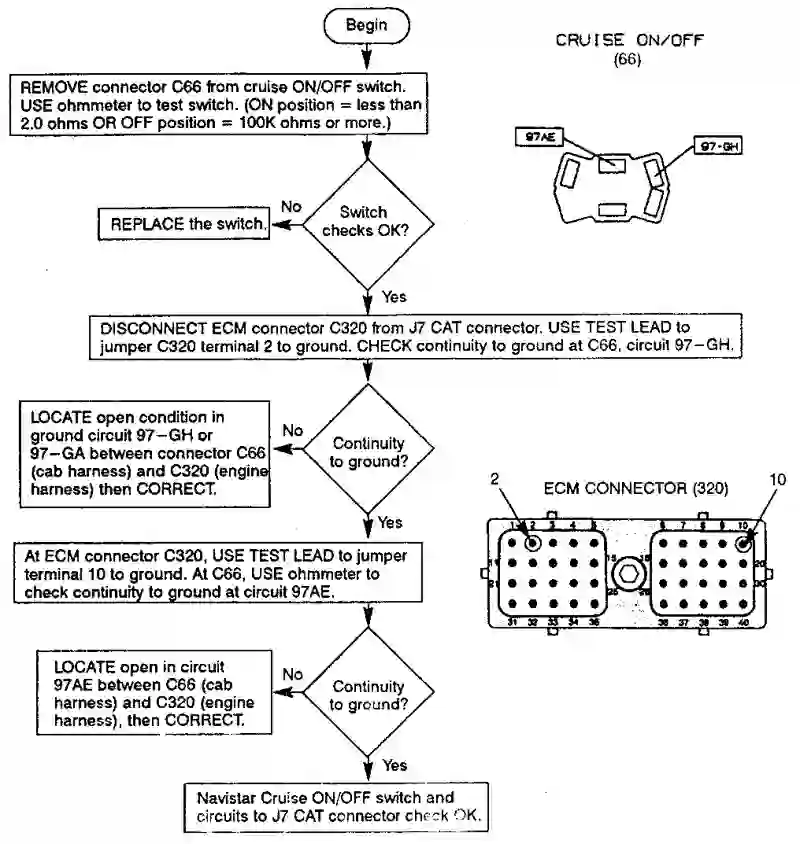 Begin
CRUISE ON/OFF
(66)
REMOVE connector C66 from cruise ON/OFF switch.
USE ohmmeter to test switch. (ON position = less than
2.0 ohms OR OFF position = 100K ohms or more.)
97AE
97-GH
No
REPLACE the switch.
Switch
checks OK?
Yes
DISCONNECT ECM connector C320 from J7 CAT connector. USE TEST LEAD to
jumper C320 terminal 2 to ground. CHECK continuity to ground at C66, circuit 97-GH.
LOCATE open condition in
ground circuit 97-GH or
97-GA between connector C66
(cab harness) and C320 (engine
harness) then CORRECT.
No
Continuity
to ground?
Yes
2
10
ECM CONNECTOR (320)
1 2 3 4 5 6 7 8 9 10
11 15 16 20
21 25 26 30
31 32 33 34 35 36 37 38 39 40
At ECM connector C320, USE TEST LEAD to jumper
terminal 10 to ground. At C66, USE ohmmeter to
check continuity to ground at circuit 97AE.
LOCATE open in circuit
97AE between C66 (cab
harness) and C320 (engine
harness), then CORRECT.
No
Continuity
to ground?
Yes
Navistar Cruise ON/OFF switch and
circuits to J7 CAT connector check OK.